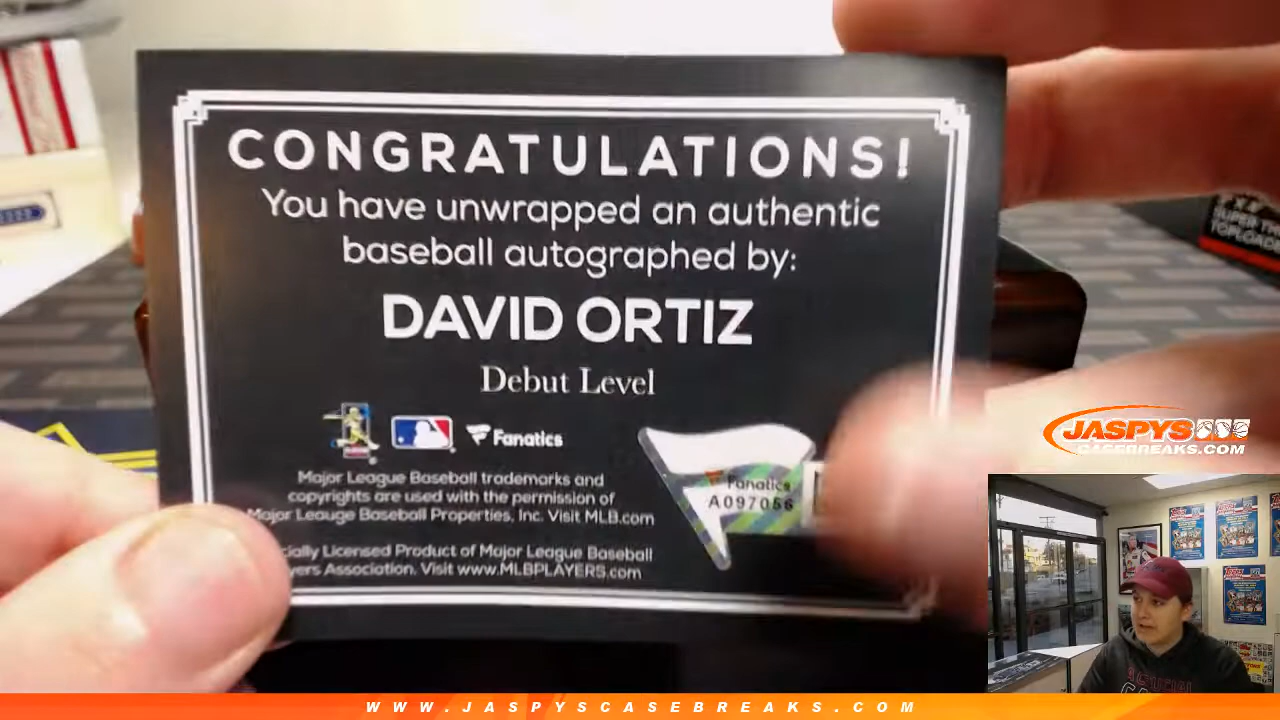 CONGRATULATIONS!
You have unwrapped an authentic
baseball autographed by:
DAVID ORTIZ
Debut Level
Fanatics
Fanatics
A097056
Major League Baseball trademarks and
copyrights are used with the permission of
Major Leauge Baseball Properties, Inc. Visit MLB.com
Licensed Product of Major League Baseball
Association. Visit www.MLBPLAYERS.com
SUPER
JASPYS
CASEBREAKS.COM
WWW.JASPYSCASEBREAKS.COM